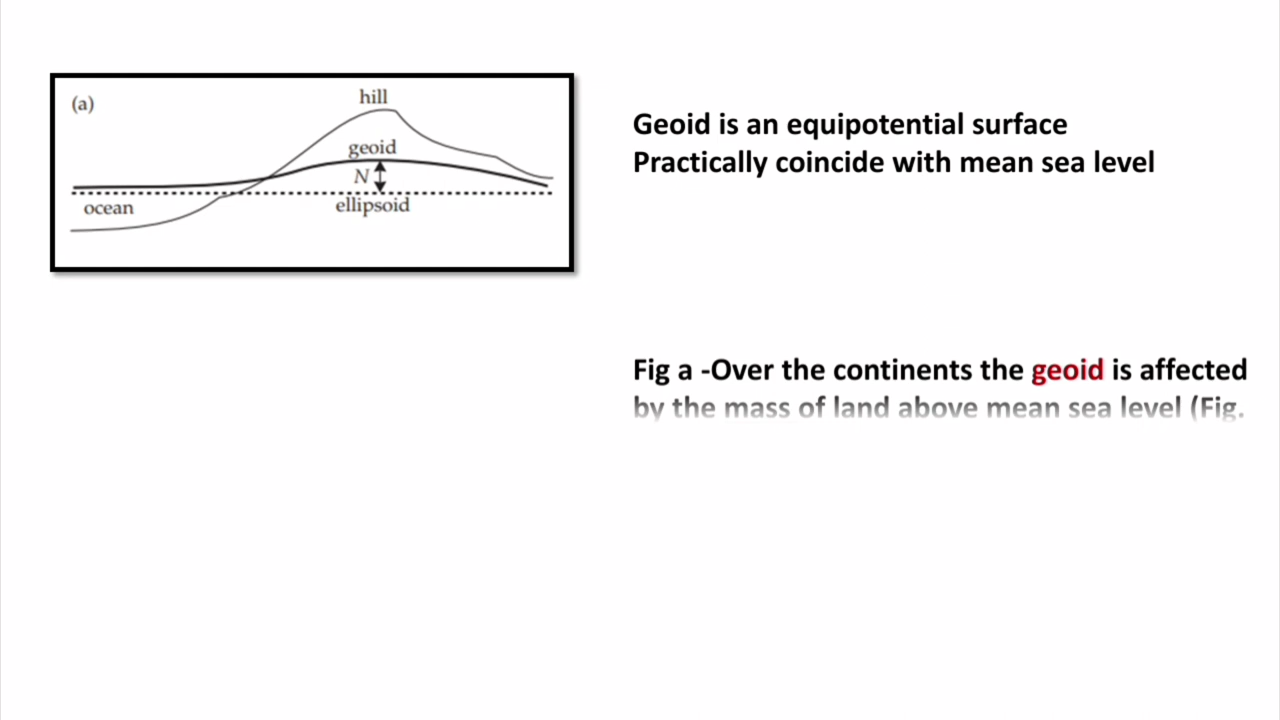 (a)
hill
geoid
N
ellipsoid
ocean
Geoid is an equipotential surface
Practically coincide with mean sea level
Fig a -Over the continents the geoid is affected
by the mass of land above mean sea level (Fig.